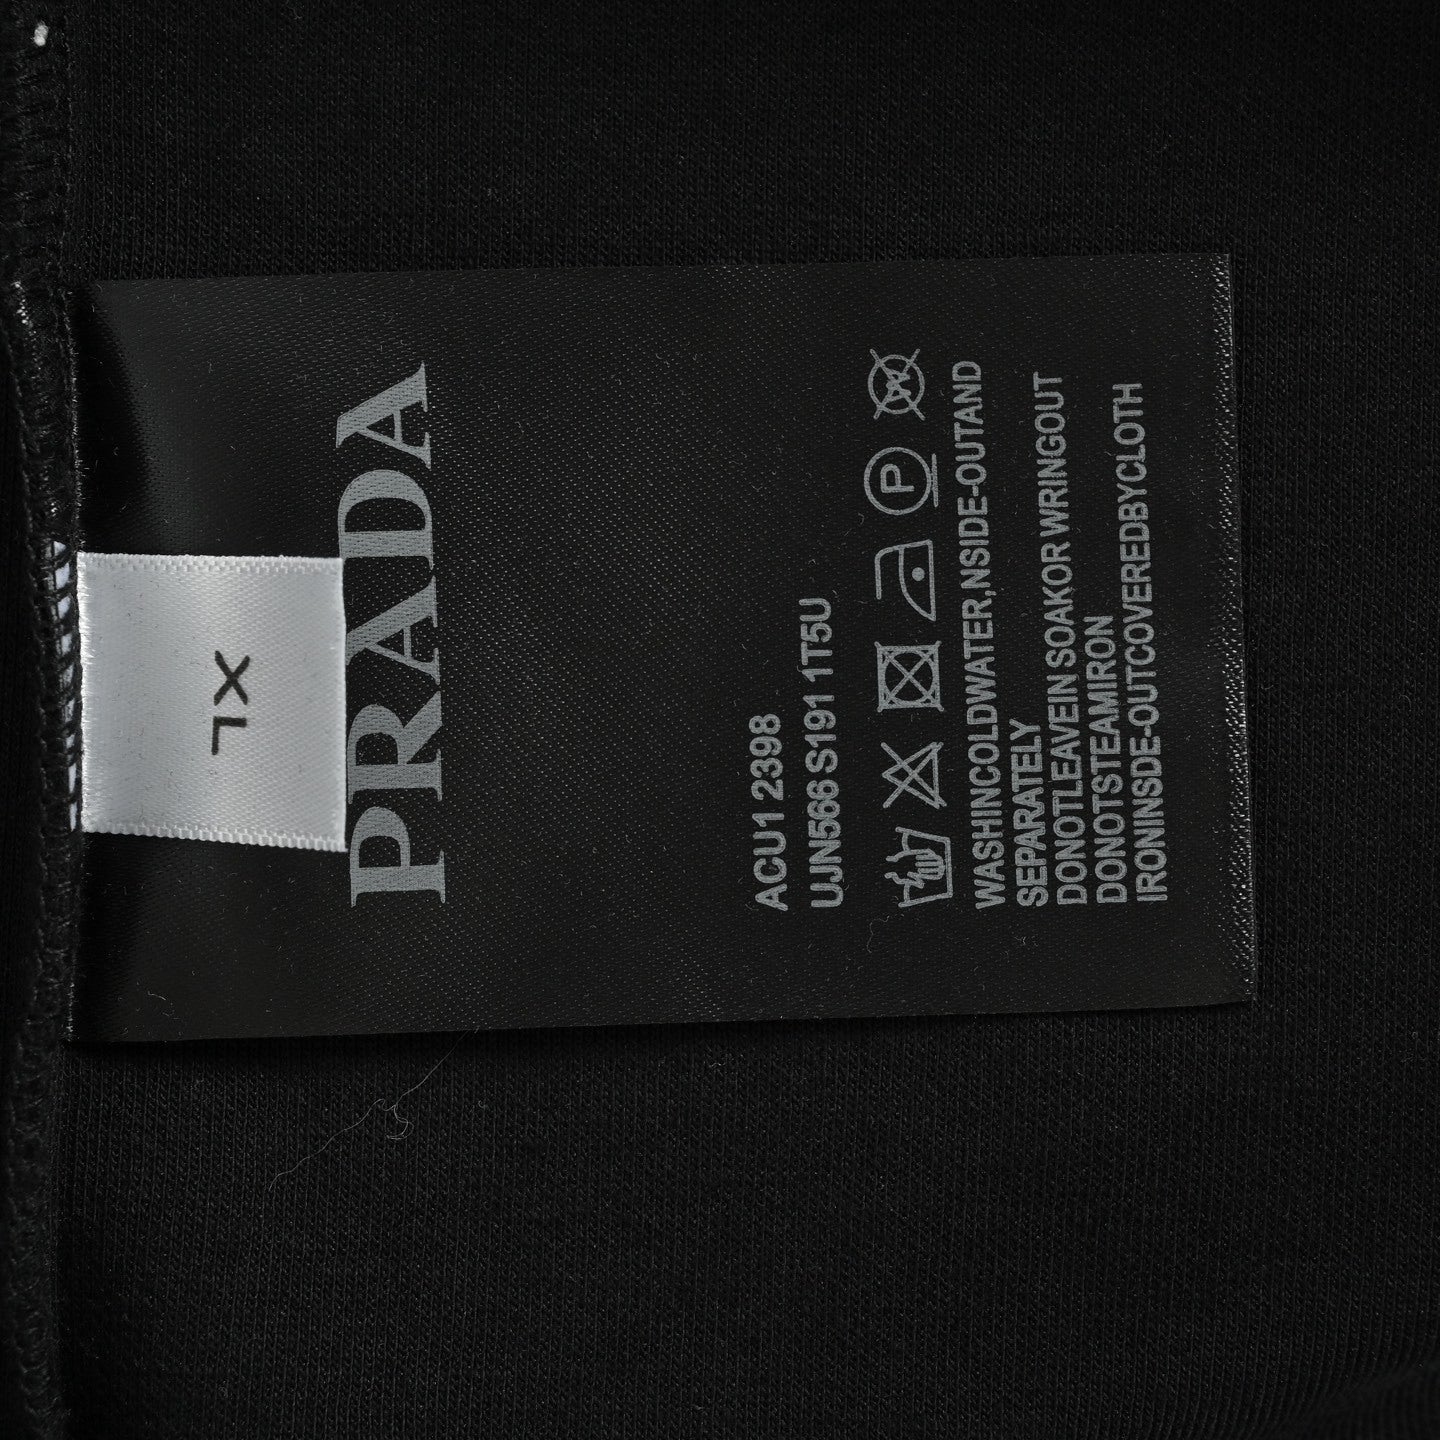 XL
PRADA
ACU1 2398
UJN566 S191 1T5U
P
WASHINCOLDWATER,NSIDE-OUTAND
SEPARATELY
DONOTLEAVEIN SOAKOR WRINGOUT
DONOTSTEAMIRON
IRONINSDE-OUTCOVEREDBYCLOTH